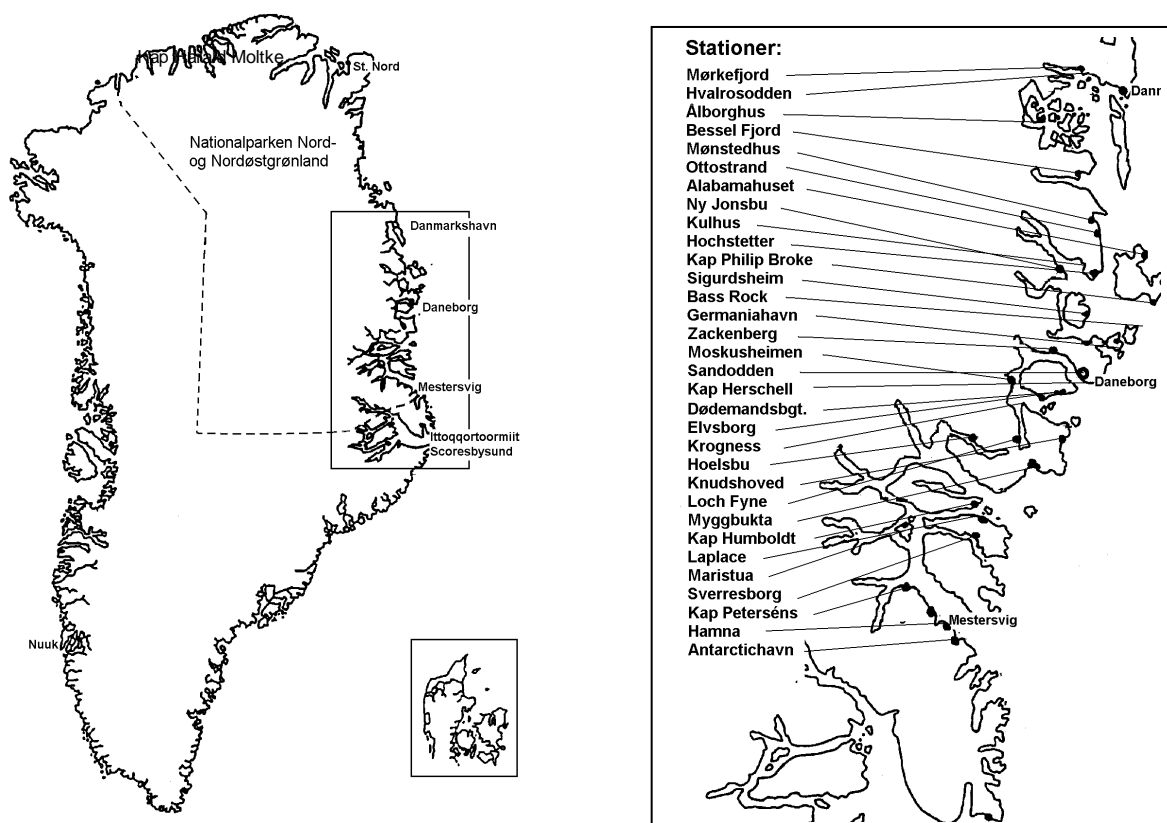 Kap Harald Moltke
St. Nord
Nationalparken Nord-
og Nordøstgrønland
Danmarkshavn
Daneborg
Mestersvig
Ittoqqortoormiit
Scoresbysund
Nuuk
Stationer:
Mørkefjord
Hvalrosodden
Ålborghus
Bessel Fjord
Mønstedhus
Ottostrand
Alabamahuset
Ny Jonsbu
Kulhus
Hochstetter
Kap Philip Broke
Sigurdsheim
Bass Rock
Germaniahavn
Zackenberg
Moskusheimen
Sandodden
Kap Herschell
Dødemandsbgt.
Elvsborg
Krogness
Hoelsbu
Knudshoved
Loch Fyne
Myggbukta
Kap Humboldt
Laplace
Maristua
Sverresborg
Kap Peterséns
Hamna
Antarctichavn
Danr
Daneborg
Mestersvig